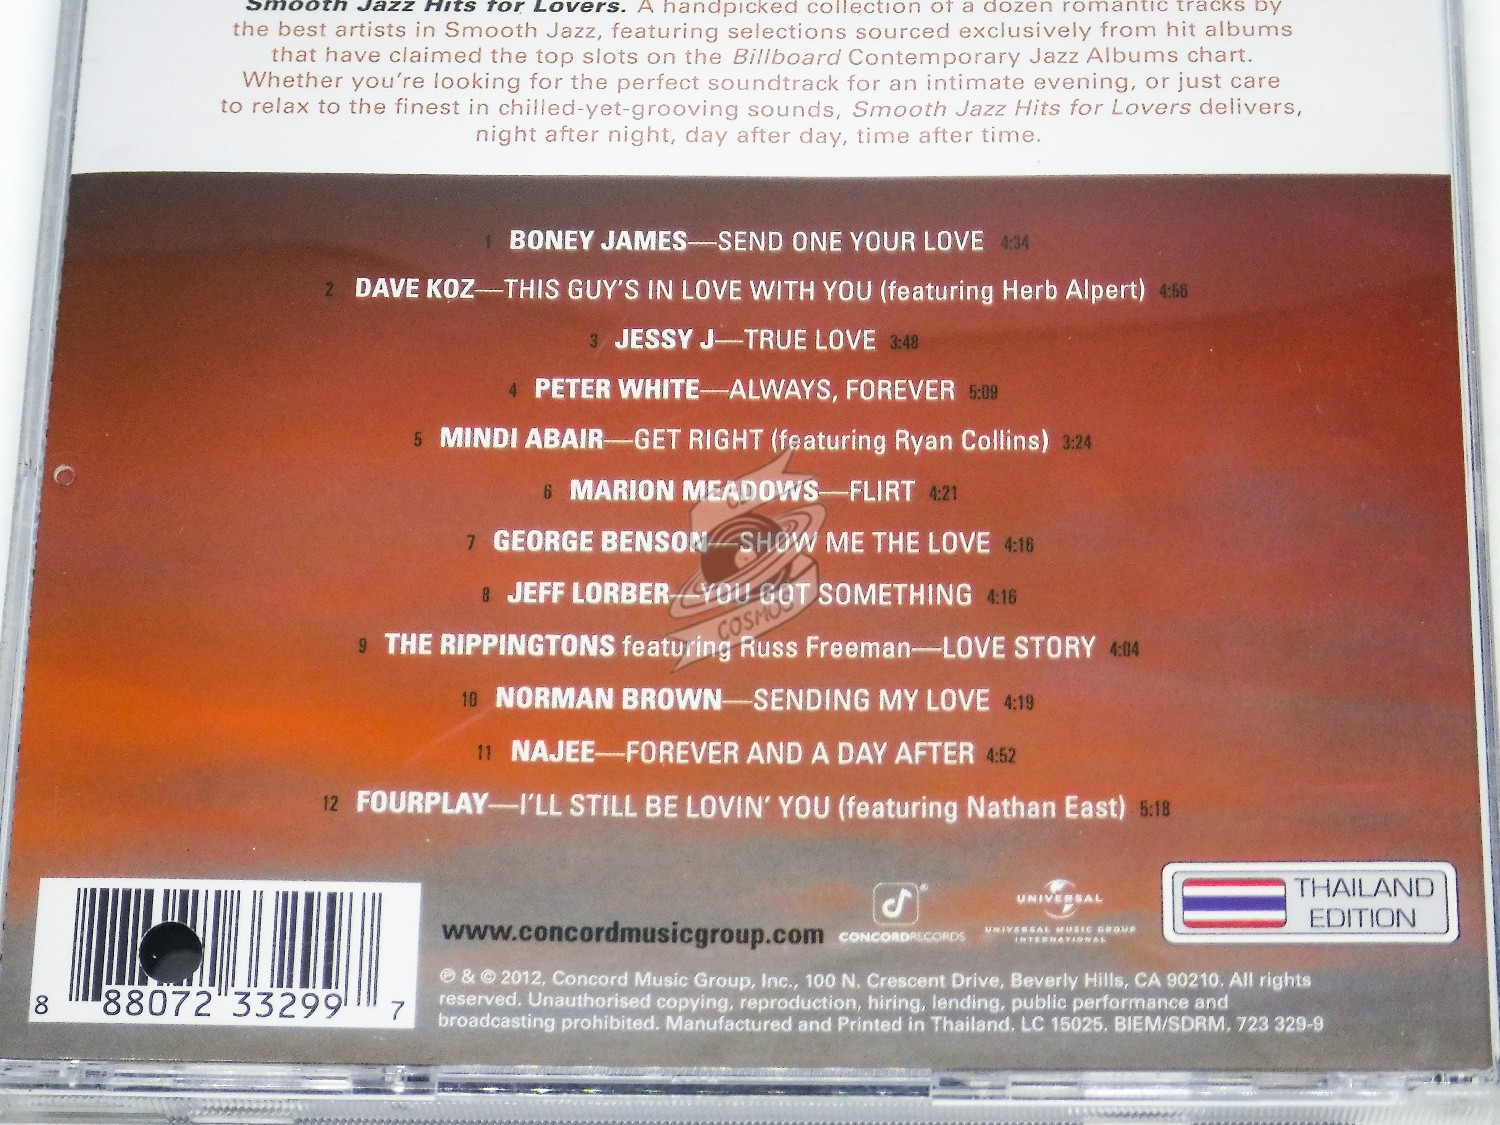 Smooth Jazz Hits for Lovers. A handpicked collection of a dozen romantic tracks by
the best artists in Smooth Jazz, featuring selections sourced exclusively from hit albums
that have claimed the top slots on the Billboard Contemporary Jazz Albums chart.
Whether you're looking for the perfect soundtrack for an intimate evening, or just care
to relax to the finest in chilled-yet-grooving sounds, Smooth Jazz Hits for Lovers delivers,
night after night, day after day, time after time.
1 BONEY JAMES—SEND ONE YOUR LOVE 4:34
2 DAVE KOZ—THIS GUY'S IN LOVE WITH YOU (featuring Herb Alpert) 4:56
3 JESSY J—TRUE LOVE 3:48
4 PETER WHITE—ALWAYS, FOREVER 5:09
5 MINDI ABAIR—GET RIGHT (featuring Ryan Collins) 3:24
6 MARION MEADOWS—FLIRT 4:21
7 GEORGE BENSON—SHOW ME THE LOVE 4:16
8 JEFF LORBER—YOU GOT SOMETHING 4:16
9 THE RIPPINGTONS featuring Russ Freeman—LOVE STORY 4:04
10 NORMAN BROWN—SENDING MY LOVE 4:19
11 NAJEE—FOREVER AND A DAY AFTER 4:52
12 FOURPLAY—I'LL STILL BE LOVIN' YOU (featuring Nathan East) 5:18
CD
COSMOS
8 88072 33299 7
www.concordmusicgroup.com
CONCORDRECORDS
UNIVERSAL
UNIVERSAL MUSIC GROUP
INTERNATIONAL
THAILAND
EDITION
℗ & © 2012, Concord Music Group, Inc., 100 N. Crescent Drive, Beverly Hills, CA 90210. All rights
reserved. Unauthorised copying, reproduction, hiring, lending, public performance and
broadcasting prohibited. Manufactured and Printed in Thailand. LC 15025. BIEM/SDRM. 723 329-9